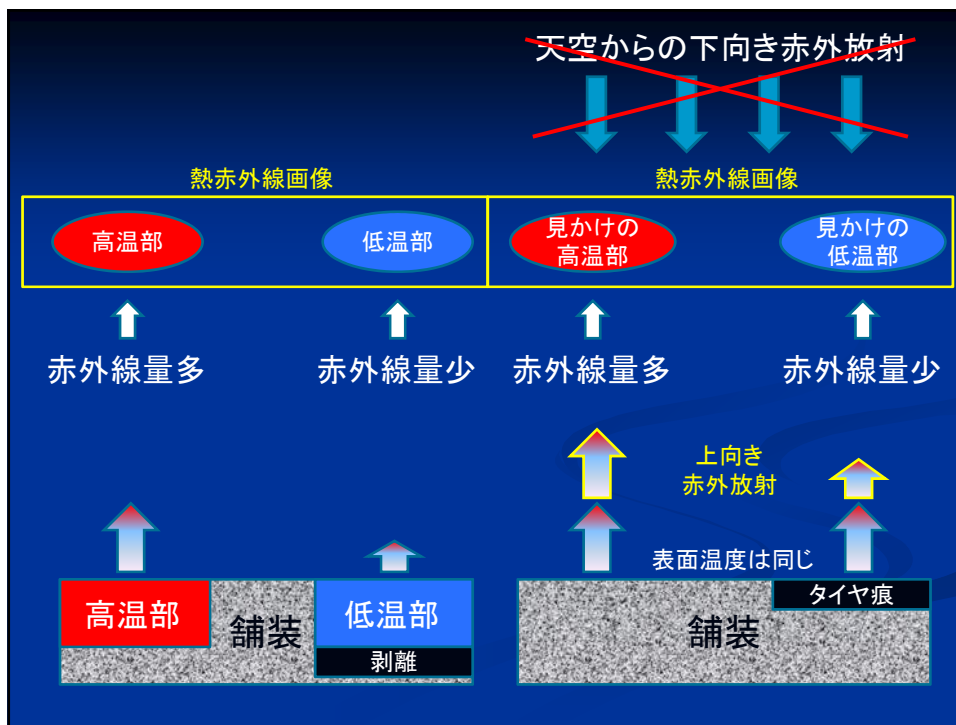 天空からの下向き赤外放射
熱赤外線画像
熱赤外線画像
高温部
低温部
見かけの
高温部
見かけの
低温部
赤外線量多
赤外線量少
赤外線量多
赤外線量少
上向き
赤外放射
表面温度は同じ
高温部
舗装
低温部
剥離
タイヤ痕
舗装